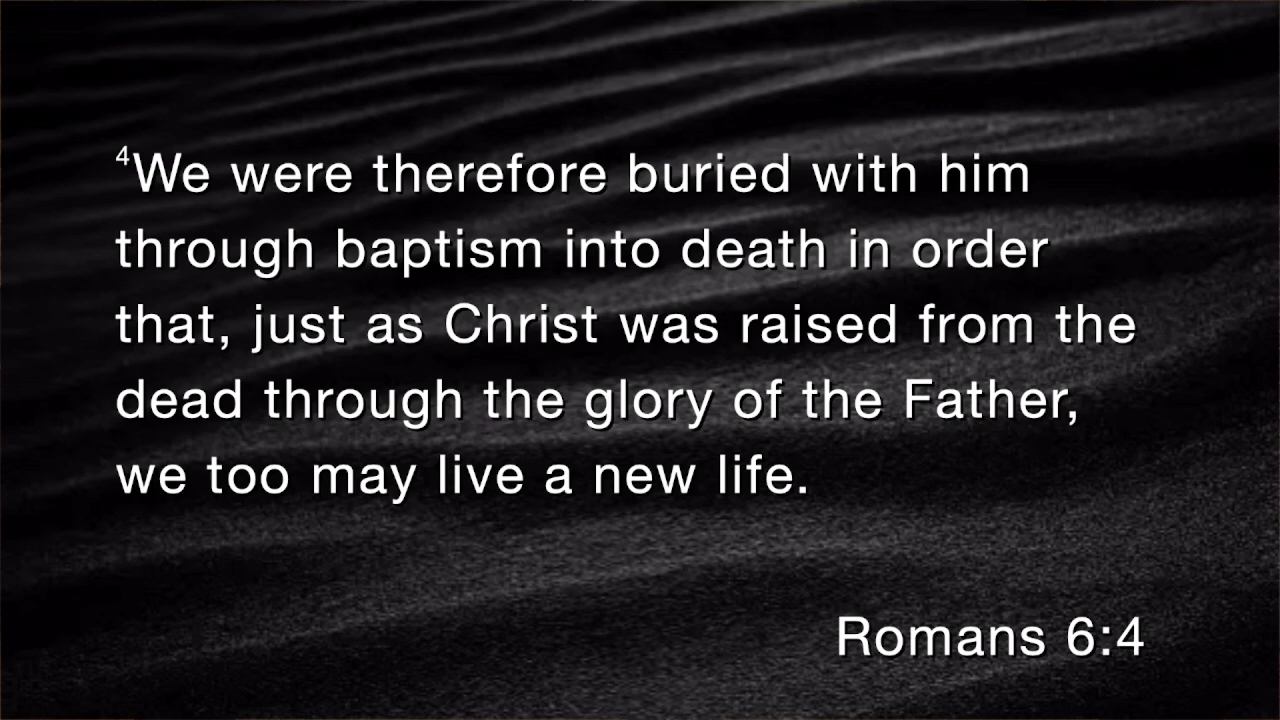 ⁴We were therefore buried with him
through baptism into death in order
that, just as Christ was raised from the
dead through the glory of the Father,
we too may live a new life.
Romans 6:4